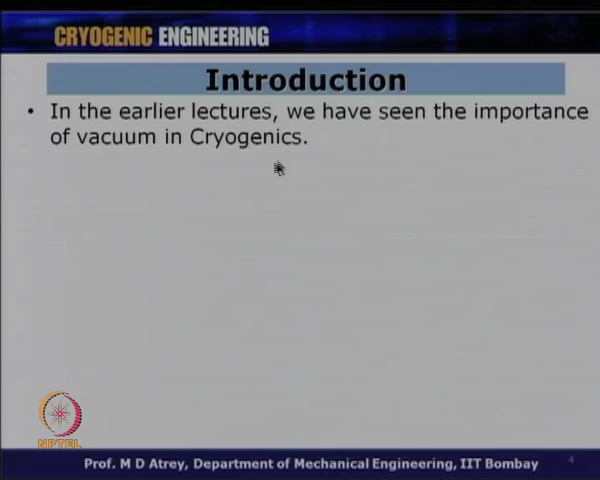 CRYOGENIC ENGINEERING
Introduction
• In the earlier lectures, we have seen the importance
of vacuum in Cryogenics.
NPTEL
Prof. M D Atrey, Department of Mechanical Engineering, IIT Bombay
4